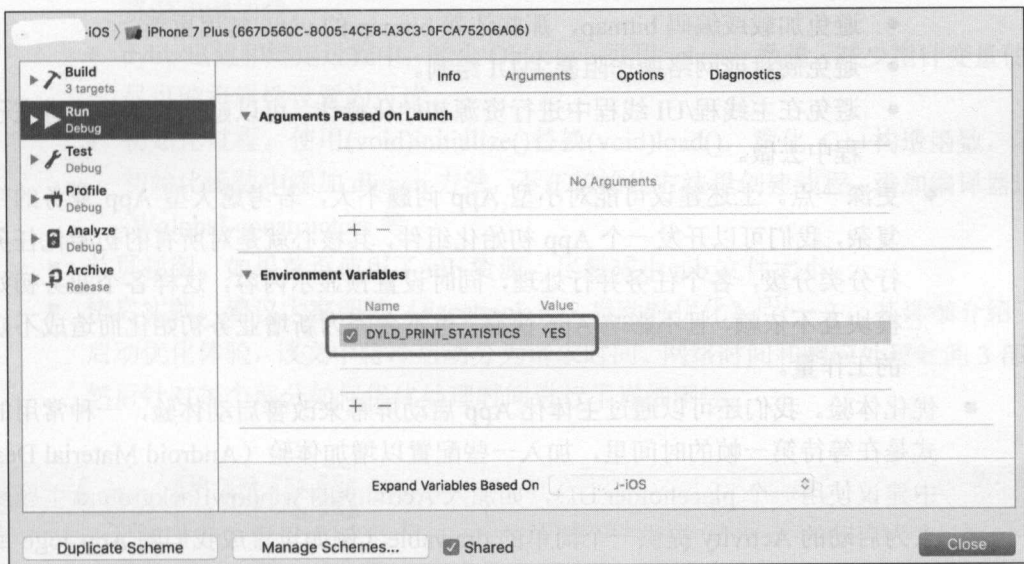 -iOS 〉 iPhone 7 Plus (667D560C-8005-4CF8-A3C3-0FCA75206A06)
Build
3 targets
Run
Debug
Test
Debug
Profile
Debug
Analyze
Debug
Archive
Release
Info Arguments Options Diagnostics
Arguments Passed On Launch
No Arguments
+ −
Environment Variables
Name Value
DYLD_PRINT_STATISTICS YES
+ −
Expand Variables Based On -iOS
Duplicate Scheme Manage Schemes... Shared Close